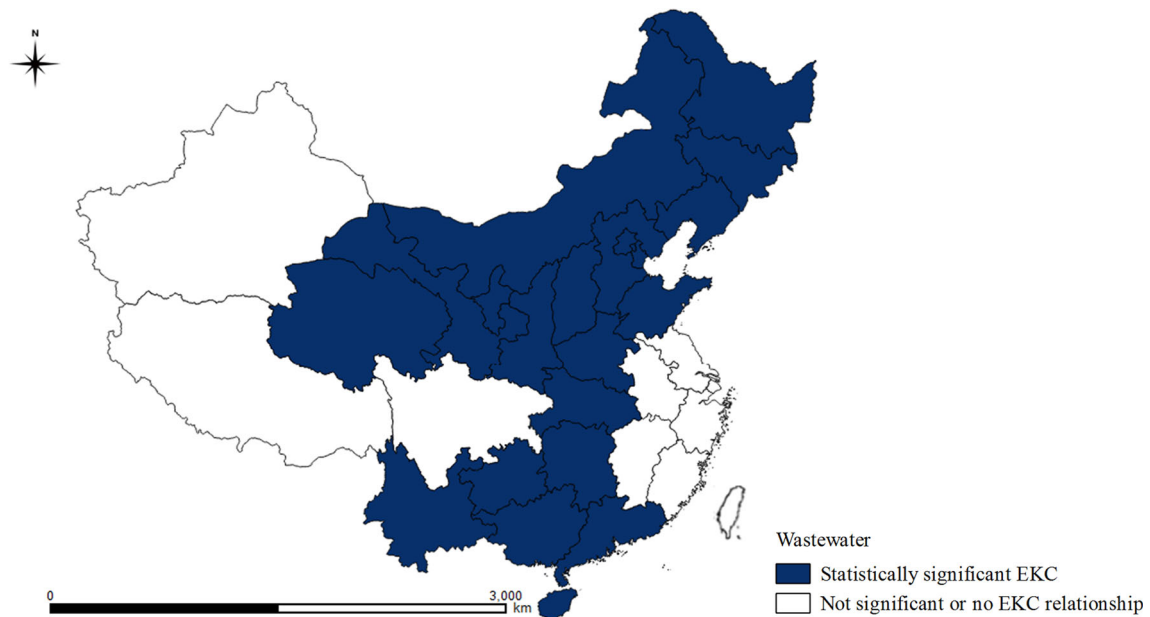 N
Wastewater
Statistically significant EKC
Not significant or no EKC relationship
0 3,000 km